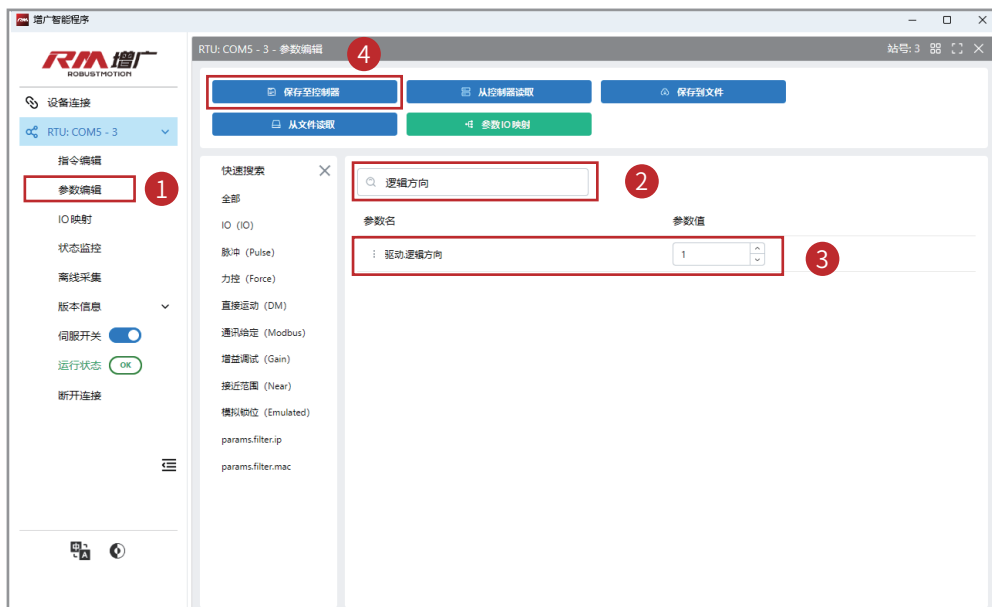 增广智能程序
RM 增广
ROBUSTMOTION
设备连接
RTU: COM5 - 3
指令编辑
参数编辑
1
IO映射
状态监控
离线采集
版本信息
伺服开关
运行状态 OK
断开连接
RTU: COM5 - 3 - 参数编辑
站号: 3
4
保存至控制器
从控制器读取
保存到文件
从文件读取
参数IO映射
快速搜索
全部
IO (IO)
脉冲 (Pulse)
力控 (Force)
直接运动 (DM)
通讯给定 (Modbus)
增益调试 (Gain)
接近范围 (Near)
模拟锁位 (Emulated)
params.filter.ip
params.filter.mac
逻辑方向
2
参数名 参数值
驱动逻辑方向 1
3